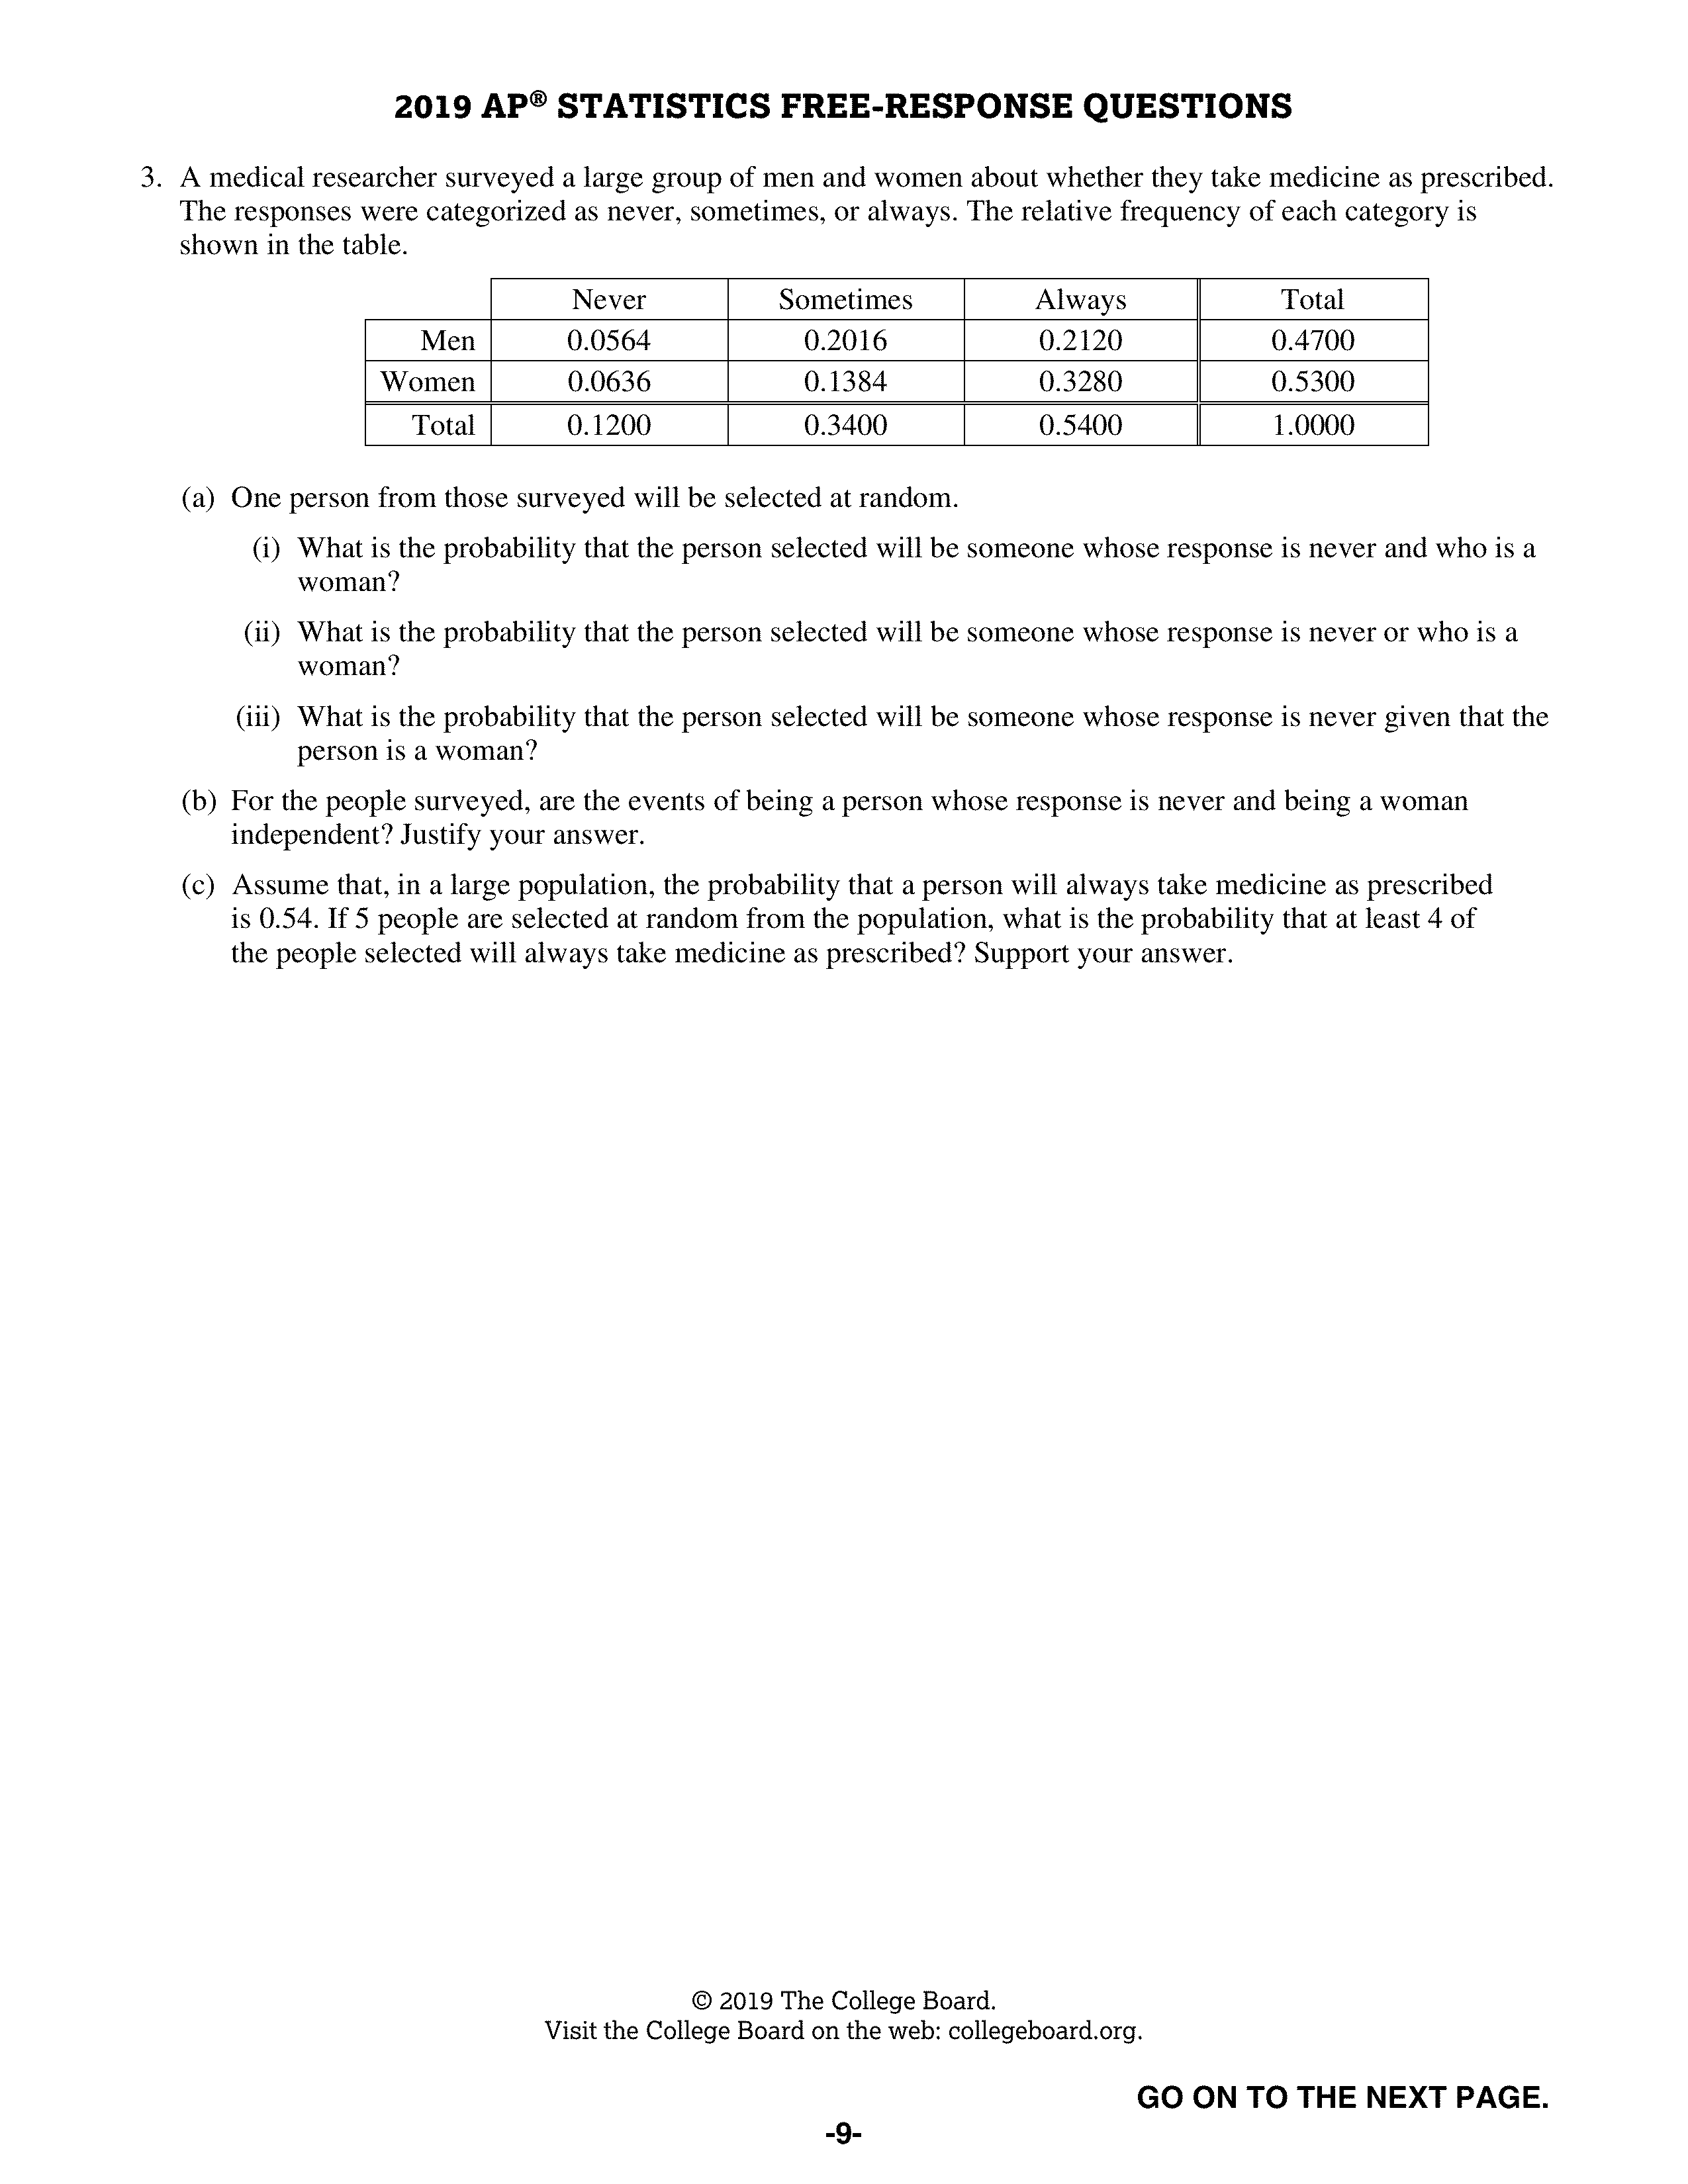 2019 AP® STATISTICS FREE-RESPONSE QUESTIONS
3. A medical researcher surveyed a large group of men and women about whether they take medicine as prescribed.
The responses were categorized as never, sometimes, or always. The relative frequency of each category is
shown in the table.
Never Sometimes Always Total
Men 0.0564 0.2016 0.2120 0.4700
Women 0.0636 0.1384 0.3280 0.5300
Total 0.1200 0.3400 0.5400 1.0000
(a) One person from those surveyed will be selected at random.
(i) What is the probability that the person selected will be someone whose response is never and who is a
woman?
(ii) What is the probability that the person selected will be someone whose response is never or who is a
woman?
(iii) What is the probability that the person selected will be someone whose response is never given that the
person is a woman?
(b) For the people surveyed, are the events of being a person whose response is never and being a woman
independent? Justify your answer.
(c) Assume that, in a large population, the probability that a person will always take medicine as prescribed
is 0.54. If 5 people are selected at random from the population, what is the probability that at least 4 of
the people selected will always take medicine as prescribed? Support your answer.
© 2019 The College Board.
Visit the College Board on the web: collegeboard.org.
GO ON TO THE NEXT PAGE.
-9-